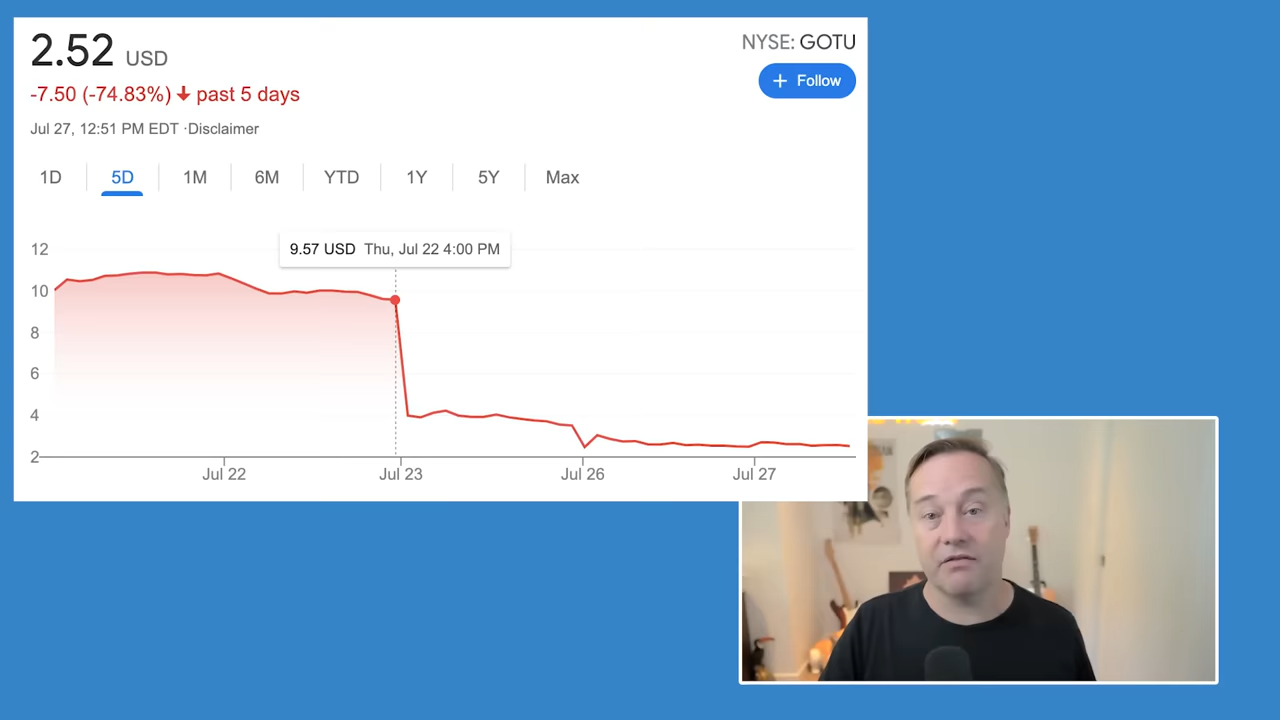 2.52 USD
NYSE: GOTU
-7.50 (-74.83%) ↓ past 5 days
+ Follow
Jul 27, 12:51 PM EDT ·Disclaimer
1D 5D 1M 6M YTD 1Y 5Y Max
9.57 USD Thu, Jul 22 4:00 PM
12
10
8
6
4
2
Jul 22 Jul 23 Jul 26 Jul 27